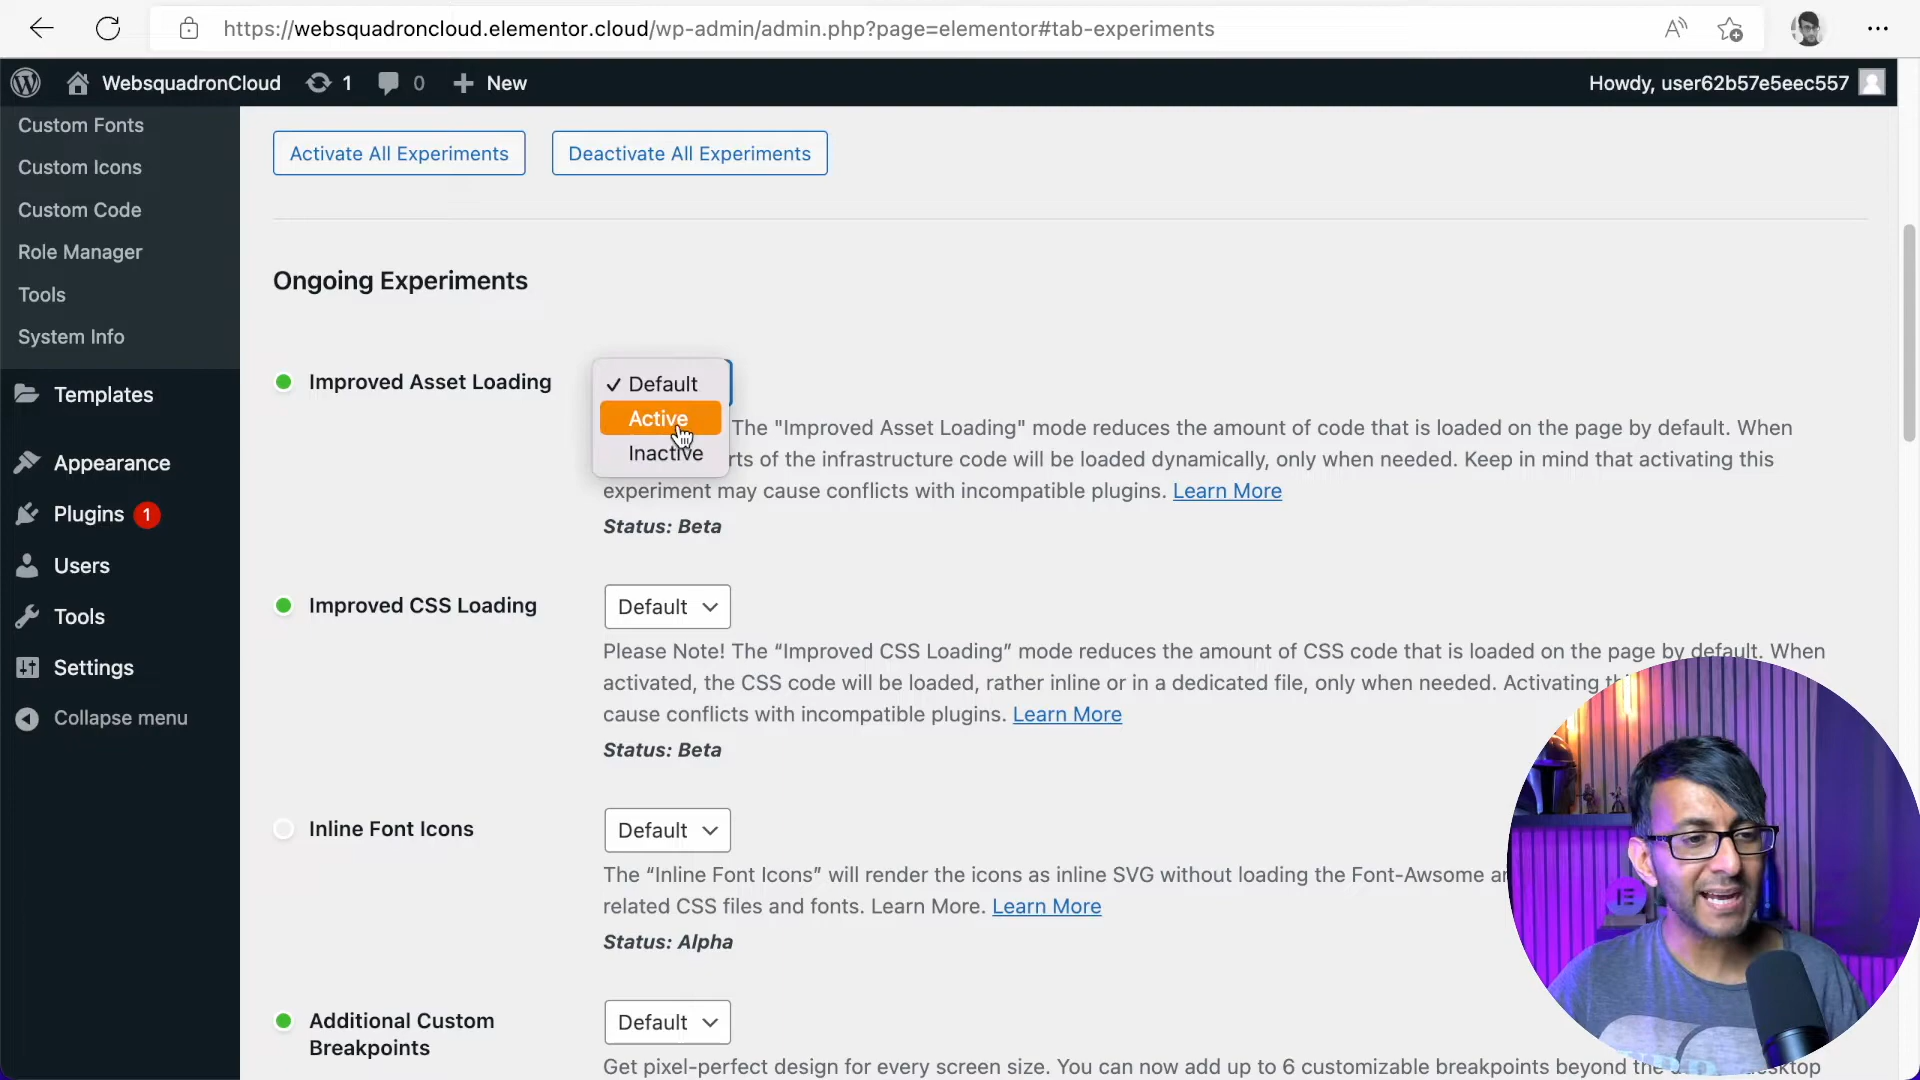 https://websquadroncloud.elementor.cloud/wp-admin/admin.php?page=elementor#tab-experiments
WebsquadronCloud 1 0 New Howdy, user62b57e5eec557
Custom Fonts
Custom Icons
Custom Code
Role Manager
Tools
System Info
Templates
Appearance
Plugins 1
Users
Tools
Settings
Collapse menu
Activate All Experiments Deactivate All Experiments
Ongoing Experiments
Improved Asset Loading
Default
Active
Inactive
The "Improved Asset Loading" mode reduces the amount of code that is loaded on the page by default. When
rts of the infrastructure code will be loaded dynamically, only when needed. Keep in mind that activating this
experiment may cause conflicts with incompatible plugins. Learn More
Status: Beta
Improved CSS Loading Default
Please Note! The “Improved CSS Loading” mode reduces the amount of CSS code that is loaded on the page by default. When
activated, the CSS code will be loaded, rather inline or in a dedicated file, only when needed. Activating
cause conflicts with incompatible plugins. Learn More
Status: Beta
Inline Font Icons Default
The “Inline Font Icons” will render the icons as inline SVG without loading the Font-Awsome
related CSS files and fonts. Learn More. Learn More
Status: Alpha
Additional Custom
Breakpoints
Default
Get pixel-perfect design for every screen size. You can now add up to 6 customizable breakpoints beyond the